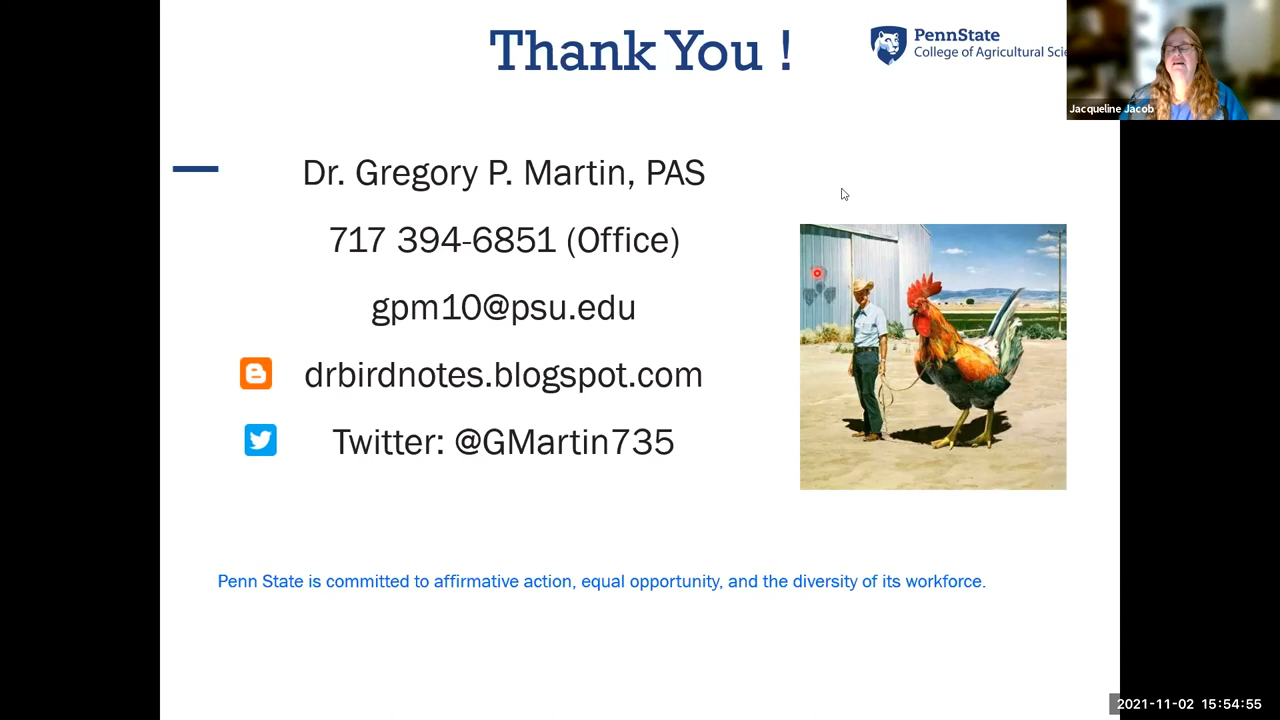 Thank You !
PennState
College of Agricultural
Jacqueline Jacob
Dr. Gregory P. Martin, PAS
717 394-6851 (Office)
gpm10@psu.edu
drbirdnotes.blogspot.com
Twitter: @GMartin735
Penn State is committed to affirmative action, equal opportunity, and the diversity of its workforce.
2021-11-02 15:54:55